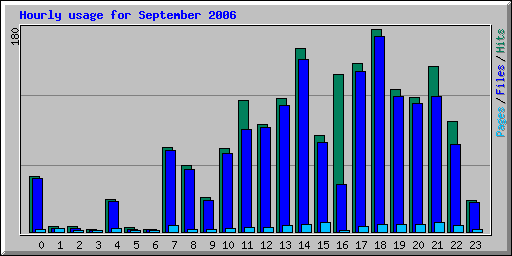 Hourly usage for September 2006
180
Pages / Files / Hits
0 1 2 3 4 5 6 7 8 9 10 11 12 13 14 15 16 17 18 19 20 21 22 23